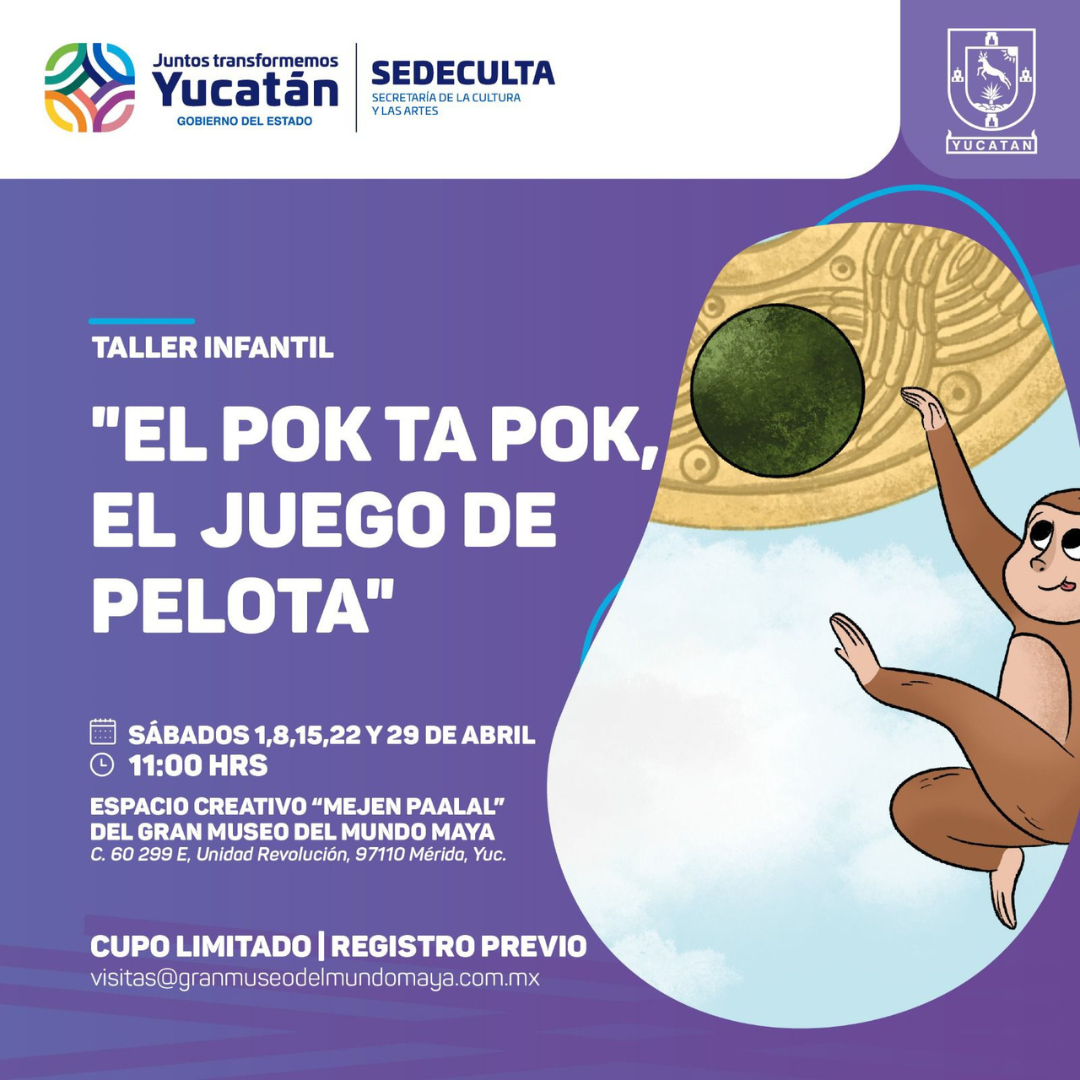 Juntos transformemos
Yucatán
GOBIERNO DEL ESTADO
SEDECULTA
SECRETARÍA DE LA CULTURA
Y LAS ARTES
YUCATAN
TALLER INFANTIL
"EL POK TA POK,
EL JUEGO DE
PELOTA"
SÁBADOS 1,8,15,22 Y 29 DE ABRIL
11:00 HRS
ESPACIO CREATIVO “MEJEN PAALAL”
DEL GRAN MUSEO DEL MUNDO MAYA
C. 60 299 E, Unidad Revolución, 97110 Mérida, Yuc.
CUPO LIMITADO | REGISTRO PREVIO
visitas@granmuseodelmundomaya.com.mx